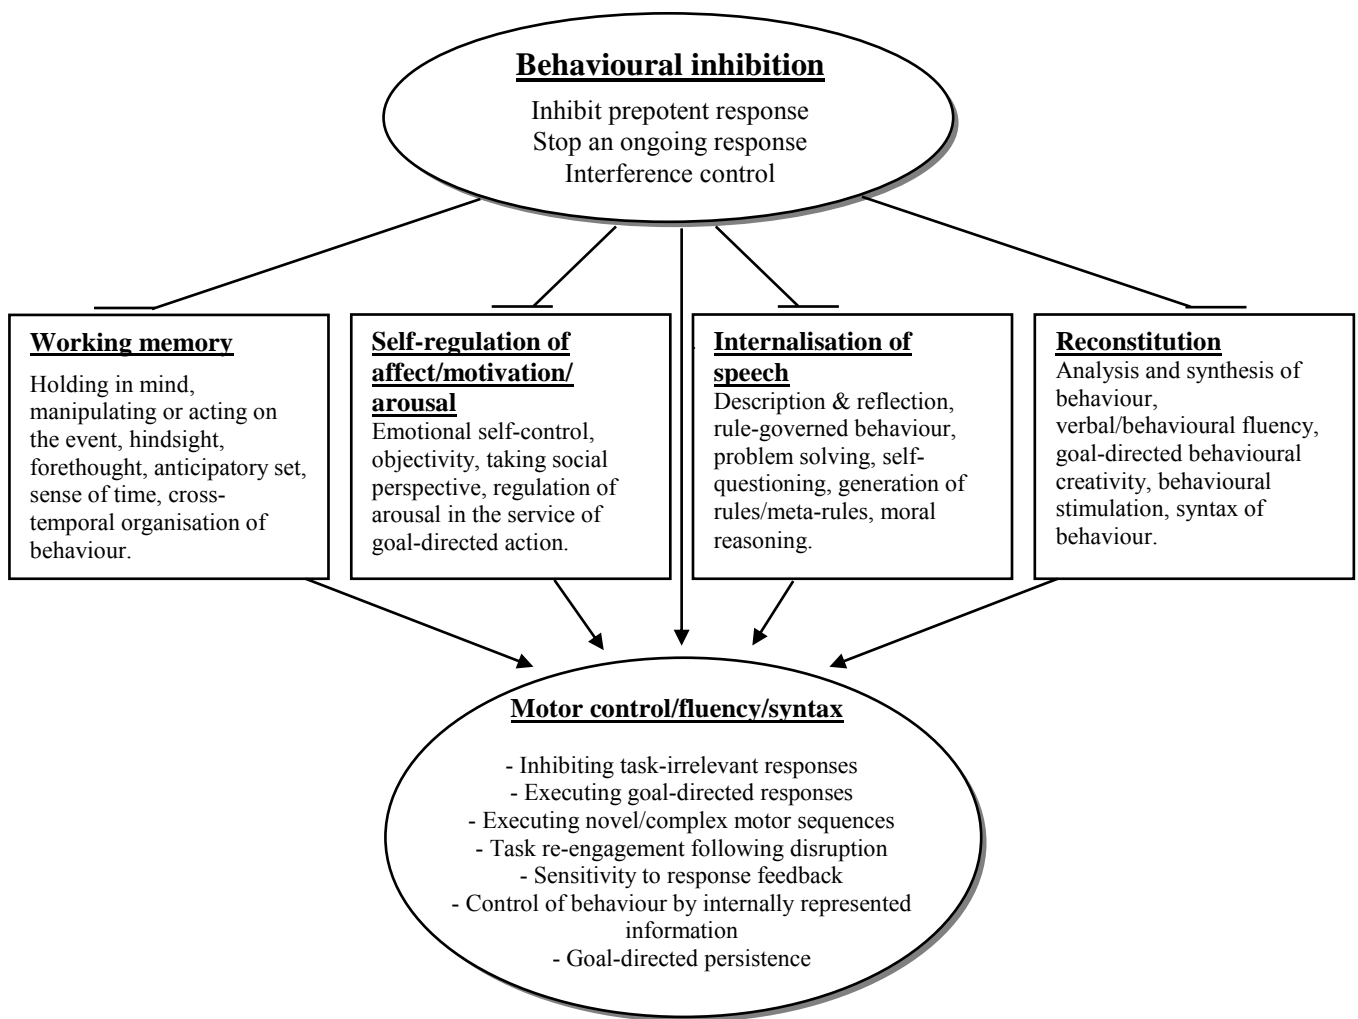 Behavioural inhibition
Inhibit prepotent response
Stop an ongoing response
Interference control
Working memory
Holding in mind,
manipulating or acting on
the event, hindsight,
forethought, anticipatory set,
sense of time, cross-
temporal organisation of
behaviour.
Self-regulation of
affect/motivation/
arousal
Emotional self-control,
objectivity, taking social
perspective, regulation of
arousal in the service of
goal-directed action.
Internalisation of
speech
Description & reflection,
rule-governed behaviour,
problem solving, self-
questioning, generation of
rules/meta-rules, moral
reasoning.
Reconstitution
Analysis and synthesis of
behaviour,
verbal/behavioural fluency,
goal-directed behavioural
creativity, behavioural
stimulation, syntax of
behaviour.
Motor control/fluency/syntax
- Inhibiting task-irrelevant responses
- Executing goal-directed responses
- Executing novel/complex motor sequences
- Task re-engagement following disruption
- Sensitivity to response feedback
- Control of behaviour by internally represented
information
- Goal-directed persistence